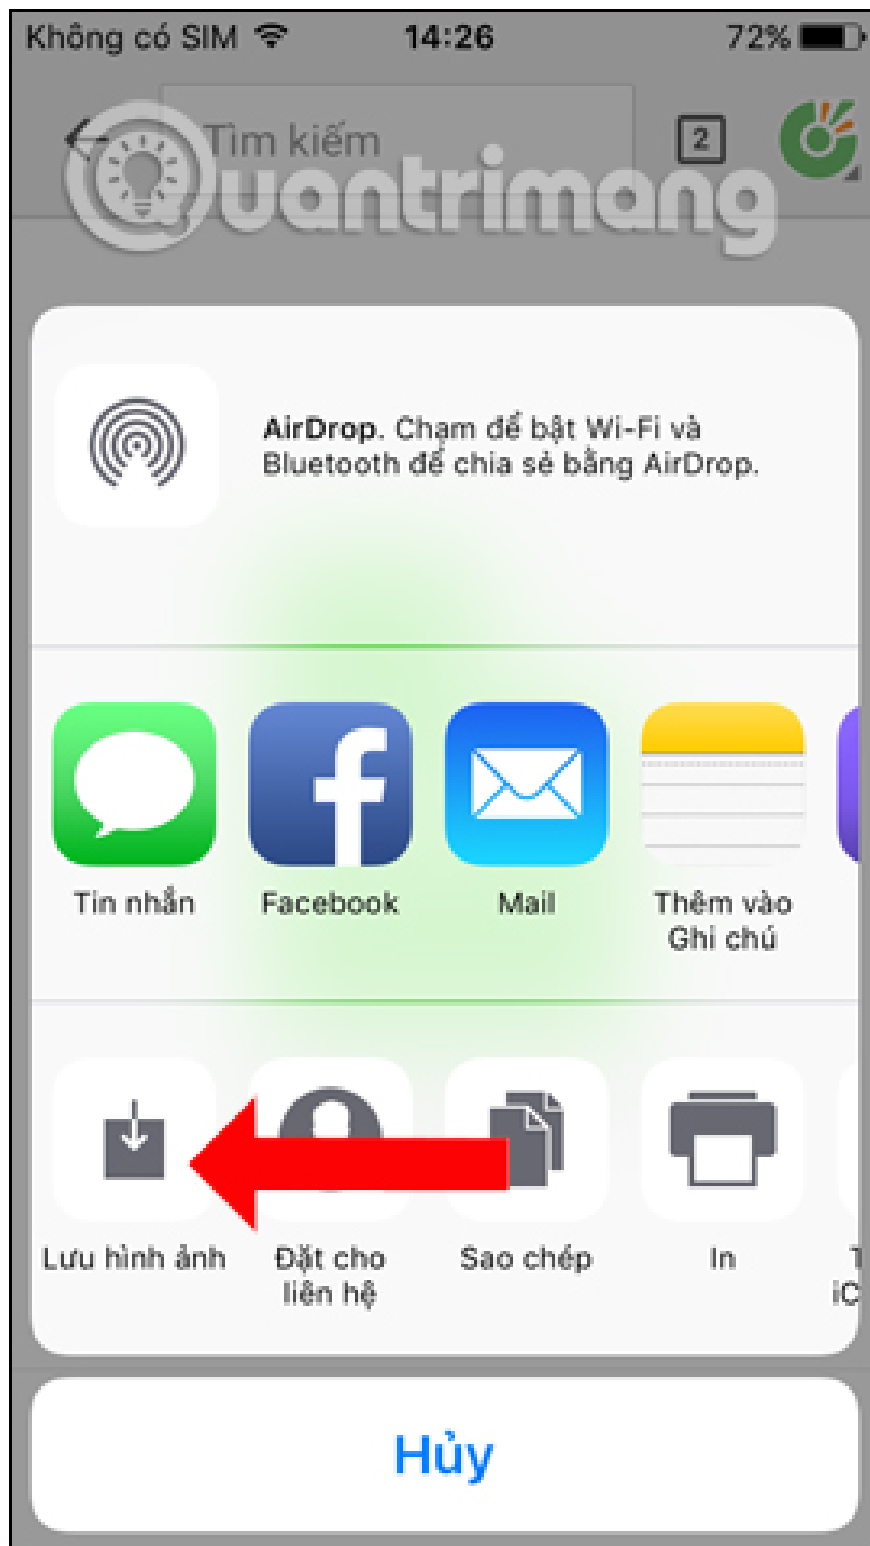 Không có SIM 14:26 72%
Tìm kiếm 2
Quantrimang
AirDrop. Chạm để bật Wi-Fi và
Bluetooth để chia sẻ bằng AirDrop.
Tin nhắn Facebook Mail Thêm vào
Ghi chú
Lưu hình ảnh Đặt cho Sao chép In
liên hệ
Hủy